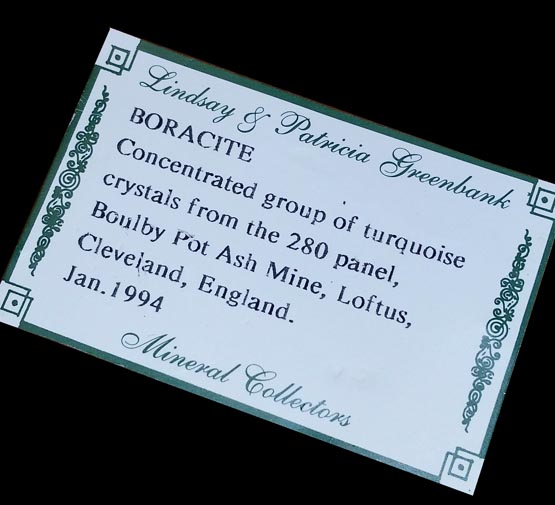 Lindsay & Patricia Greenbank
BORACITE
Concentrated group of turquoise
crystals from the 280 panel,
Boulby Pot Ash Mine, Loftus,
Cleveland, England.
Jan.1994
Mineral Collectors